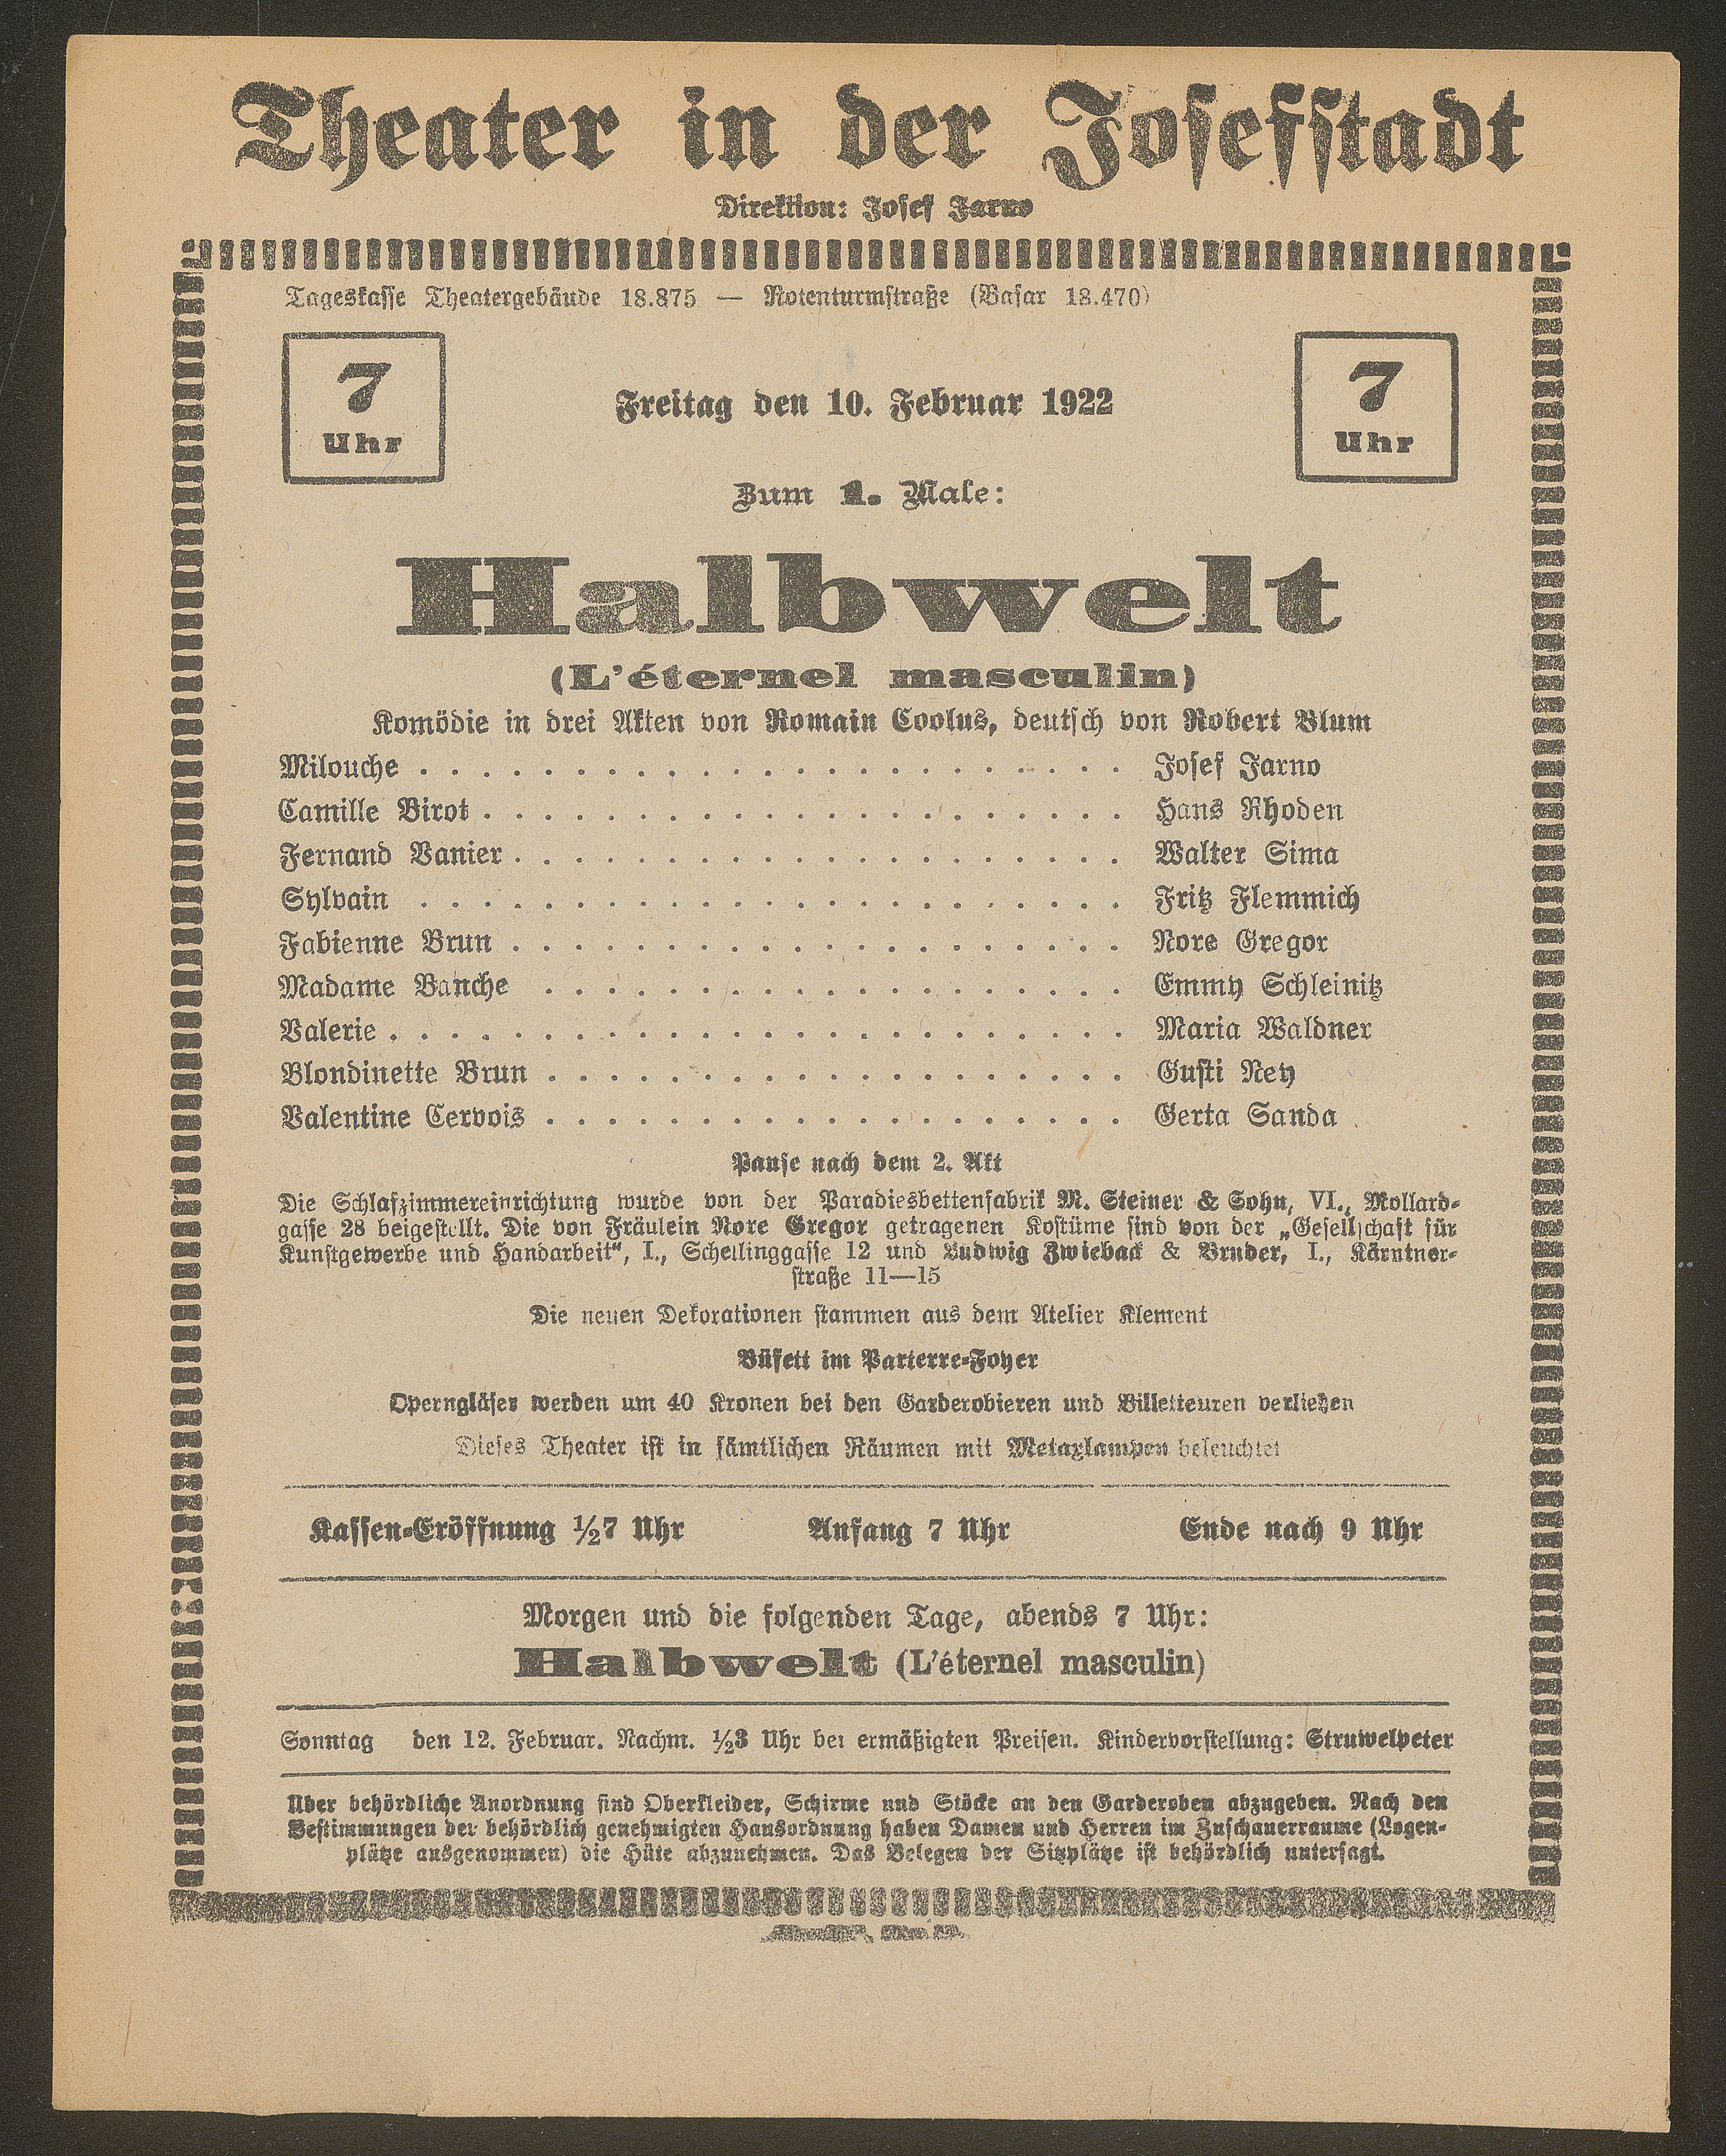 Theater in der Josefstadt
Direktion: Josef Jarno
Tageskasse Theatergebäude 18.875 — Rotenturmstraße (Basar 18.470)
7 Uhr
7 Uhr
Freitag den 10. Februar 1922
Zum 1. Male:
Halbwelt
(L'éternel masculin)
Komödie in drei Akten von Romain Coolus, deutsch von Robert Blum
Milouche . . . . . . . . . . . . . . . . . . . . . . . Josef Jarno
Camille Birot . . . . . . . . . . . . . . . . . . . . . Hans Rhoden
Fernand Vanier . . . . . . . . . . . . . . . . . . . . Walter Sima
Sylvain . . . . . . . . . . . . . . . . . . . . . . . Fritz Flemmich
Fabienne Brun . . . . . . . . . . . . . . . . . . . . Nore Gregor
Madame Banche . . . . . . . . . . . . . . . . . . . Emmy Schleinitz
Valerie . . . . . . . . . . . . . . . . . . . . . . . . Maria Waldner
Blondinette Brun . . . . . . . . . . . . . . . . . . . Gusti Ney
Valentine Cervois . . . . . . . . . . . . . . . . . . . Gerta Sanda
Pause nach dem 2. Akt
Die Schlafzimmereinrichtung wurde von der Paradiesbettenfabrik M. Steiner & Sohn, VI., Mollard-
gasse 28 beigestellt. Die von Fräulein Nore Gregor getragenen Kostüme sind von der „Gesellschaft für
Kunstgewerbe und Handarbeit“, I., Schellinggasse 12 und Ludwig Zwieback & Bruder, I., Kärntner-
straße 11—15
Die neuen Dekorationen stammen aus dem Atelier Klement
Büfett im Parterre-Foyer
Operngläser werden um 40 Kronen bei den Garderobieren und Billetteuren verliehen
Dieses Theater ist in sämtlichen Räumen mit Metaxlampen beleuchtet
Kassen-Eröffnung ½7 Uhr Anfang 7 Uhr Ende nach 9 Uhr
Morgen und die folgenden Tage, abends 7 Uhr:
Halbwelt (L'éternel masculin)
Sonntag den 12. Februar. Nachm. ½3 Uhr bei ermäßigten Preisen. Kindervorstellung: Struwelpeter
Über behördliche Anordnung sind Oberkleider, Schirme und Stöcke an den Garderoben abzugeben. Nach den
Bestimmungen der behördlich genehmigten Hausordnung haben Damen und Herren im Zuschauerraume (Logen-
plätze ausgenommen) die Hüte abzunehmen. Das Belegen der Sitzplätze ist behördlich untersagt.